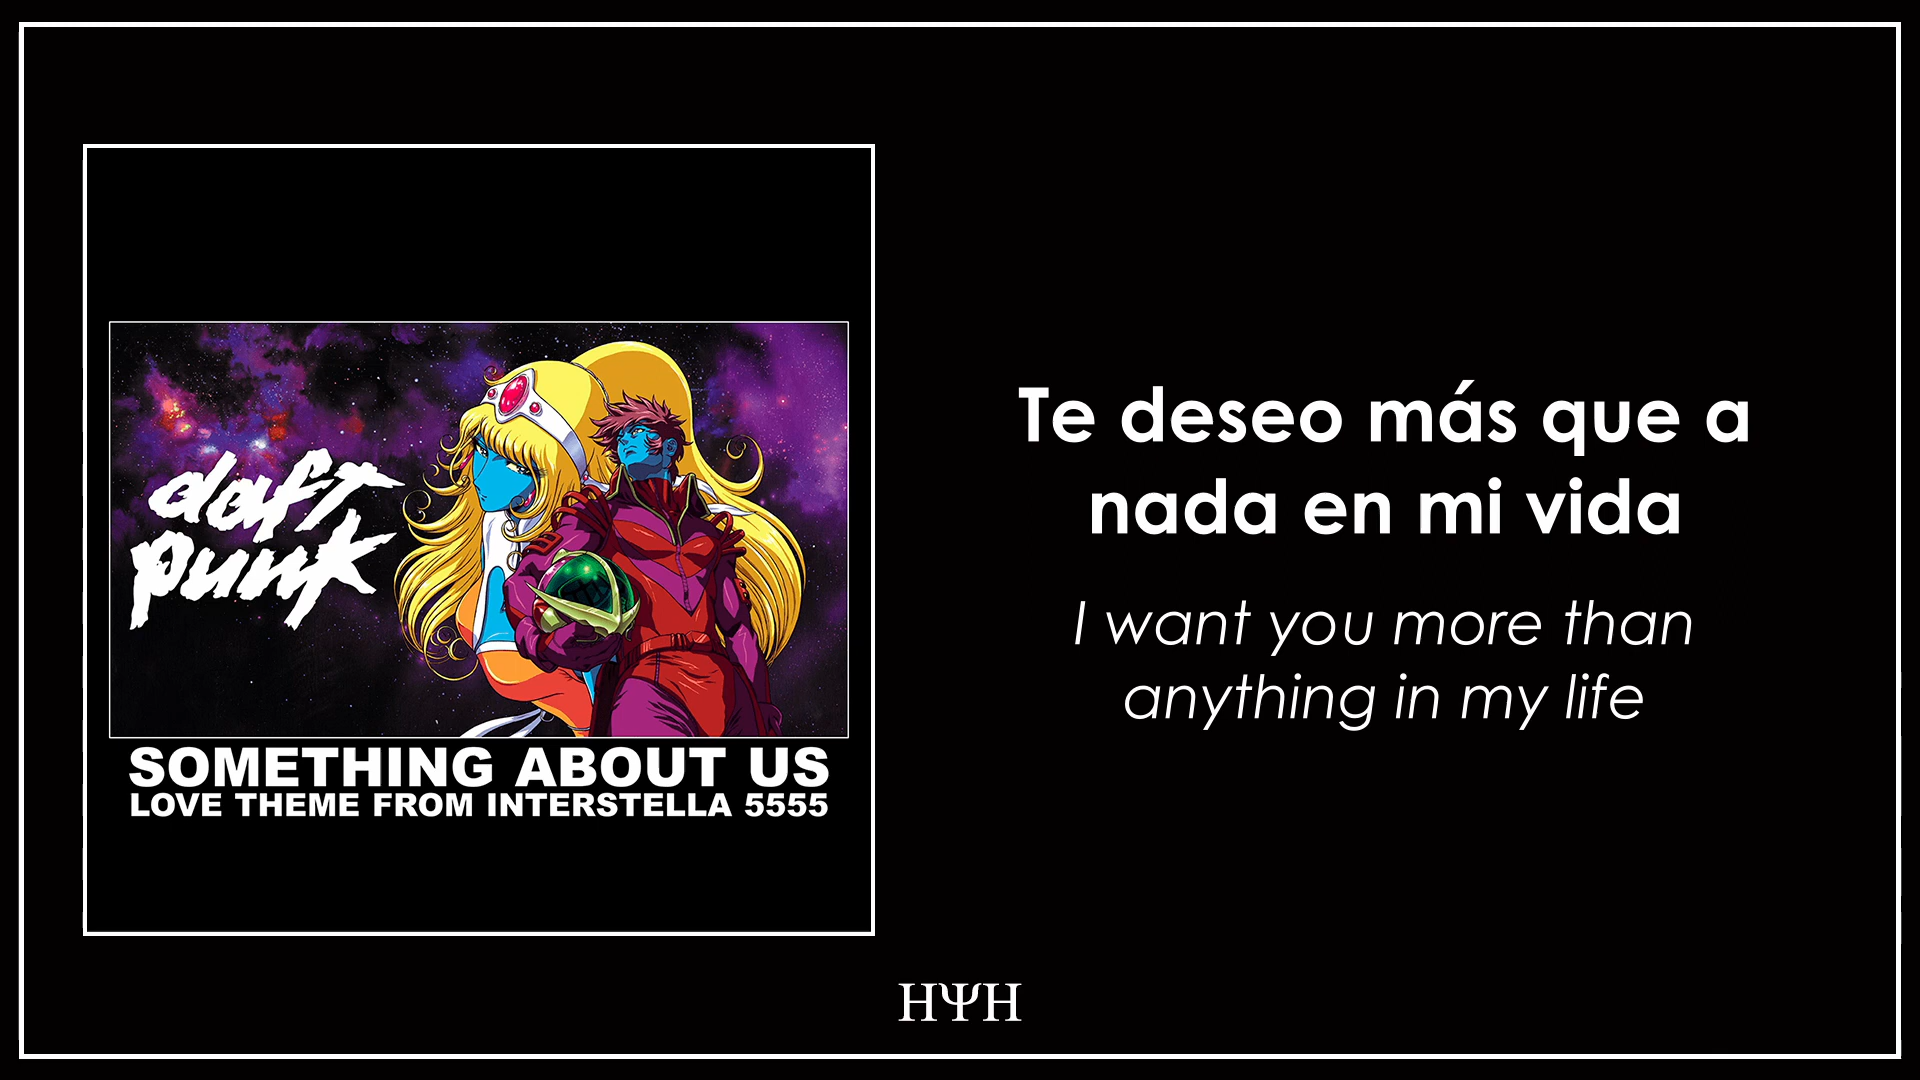 daft
punk
SOMETHING ABOUT US
LOVE THEME FROM INTERSTELLA 5555
Te deseo más que a
nada en mi vida
I want you more than
anything in my life
ΗΨΗ